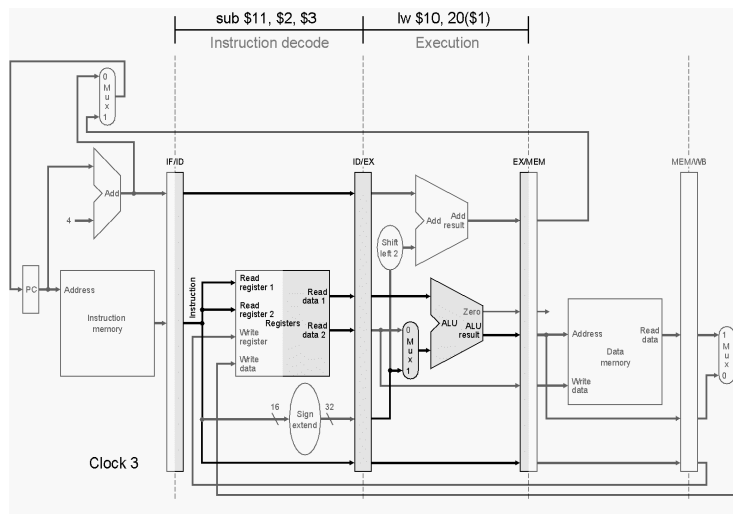 sub $11, $2, $3
lw $10, 20($1)
Instruction decode
Execution
0
M
u
x
1
IF/ID
ID/EX
EX/MEM
MEM/WB
Add
4
Add
Add
result
Shift
left 2
PC
Address
Instruction
memory
Instruction
Read
register 1
Read
register 2
Registers
Write
register
Write
data
Read
data 1
Read
data 2
0
M
u
x
1
Zero
ALU
ALU
result
Address
Read
data
Data
memory
Write
data
1
M
u
x
0
16
Sign
extend
32
Clock 3